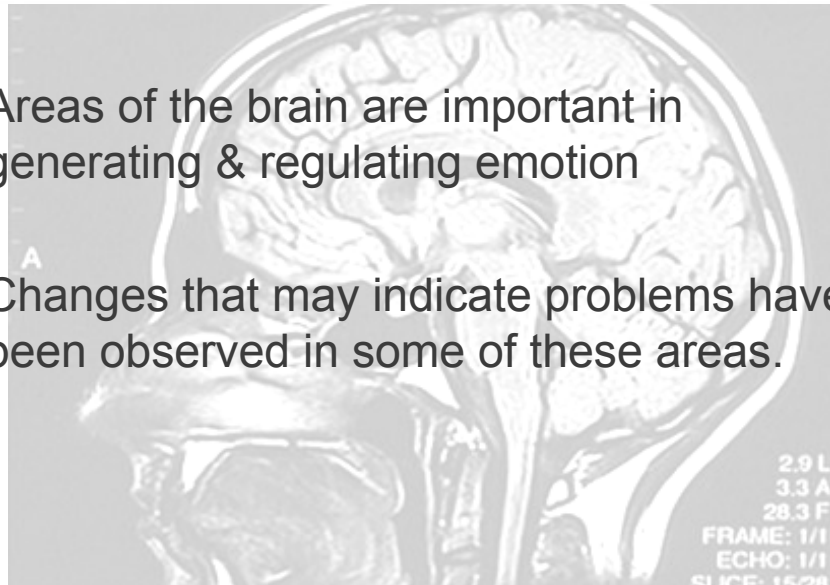 Areas of the brain are important in
generating & regulating emotion
A
Changes that may indicate problems have
been observed in some of these areas.
2.9 L
3.3 A
28.3 F
FRAME: 1/1
ECHO: 1/1